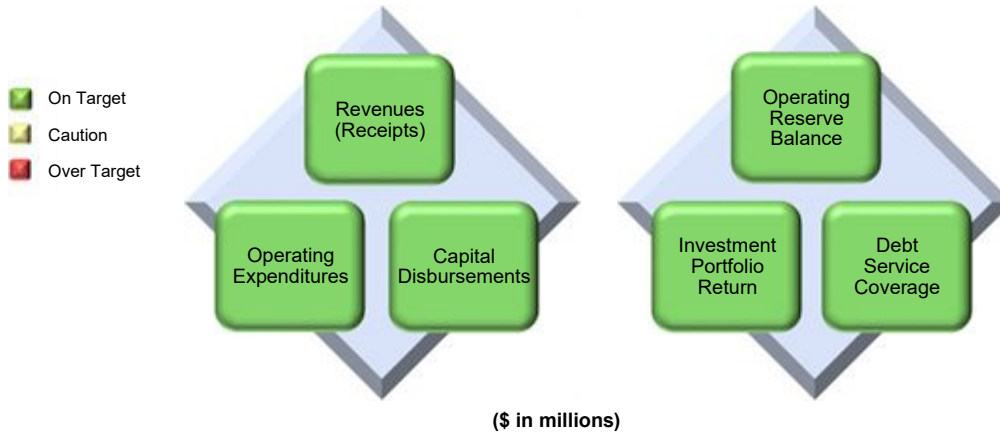 On Target
Caution
Over Target
Revenues
(Receipts)
Operating
Expenditures
Capital
Disbursements
Operating
Reserve
Balance
Investment
Portfolio
Return
Debt
Service
Coverage
($ in millions)